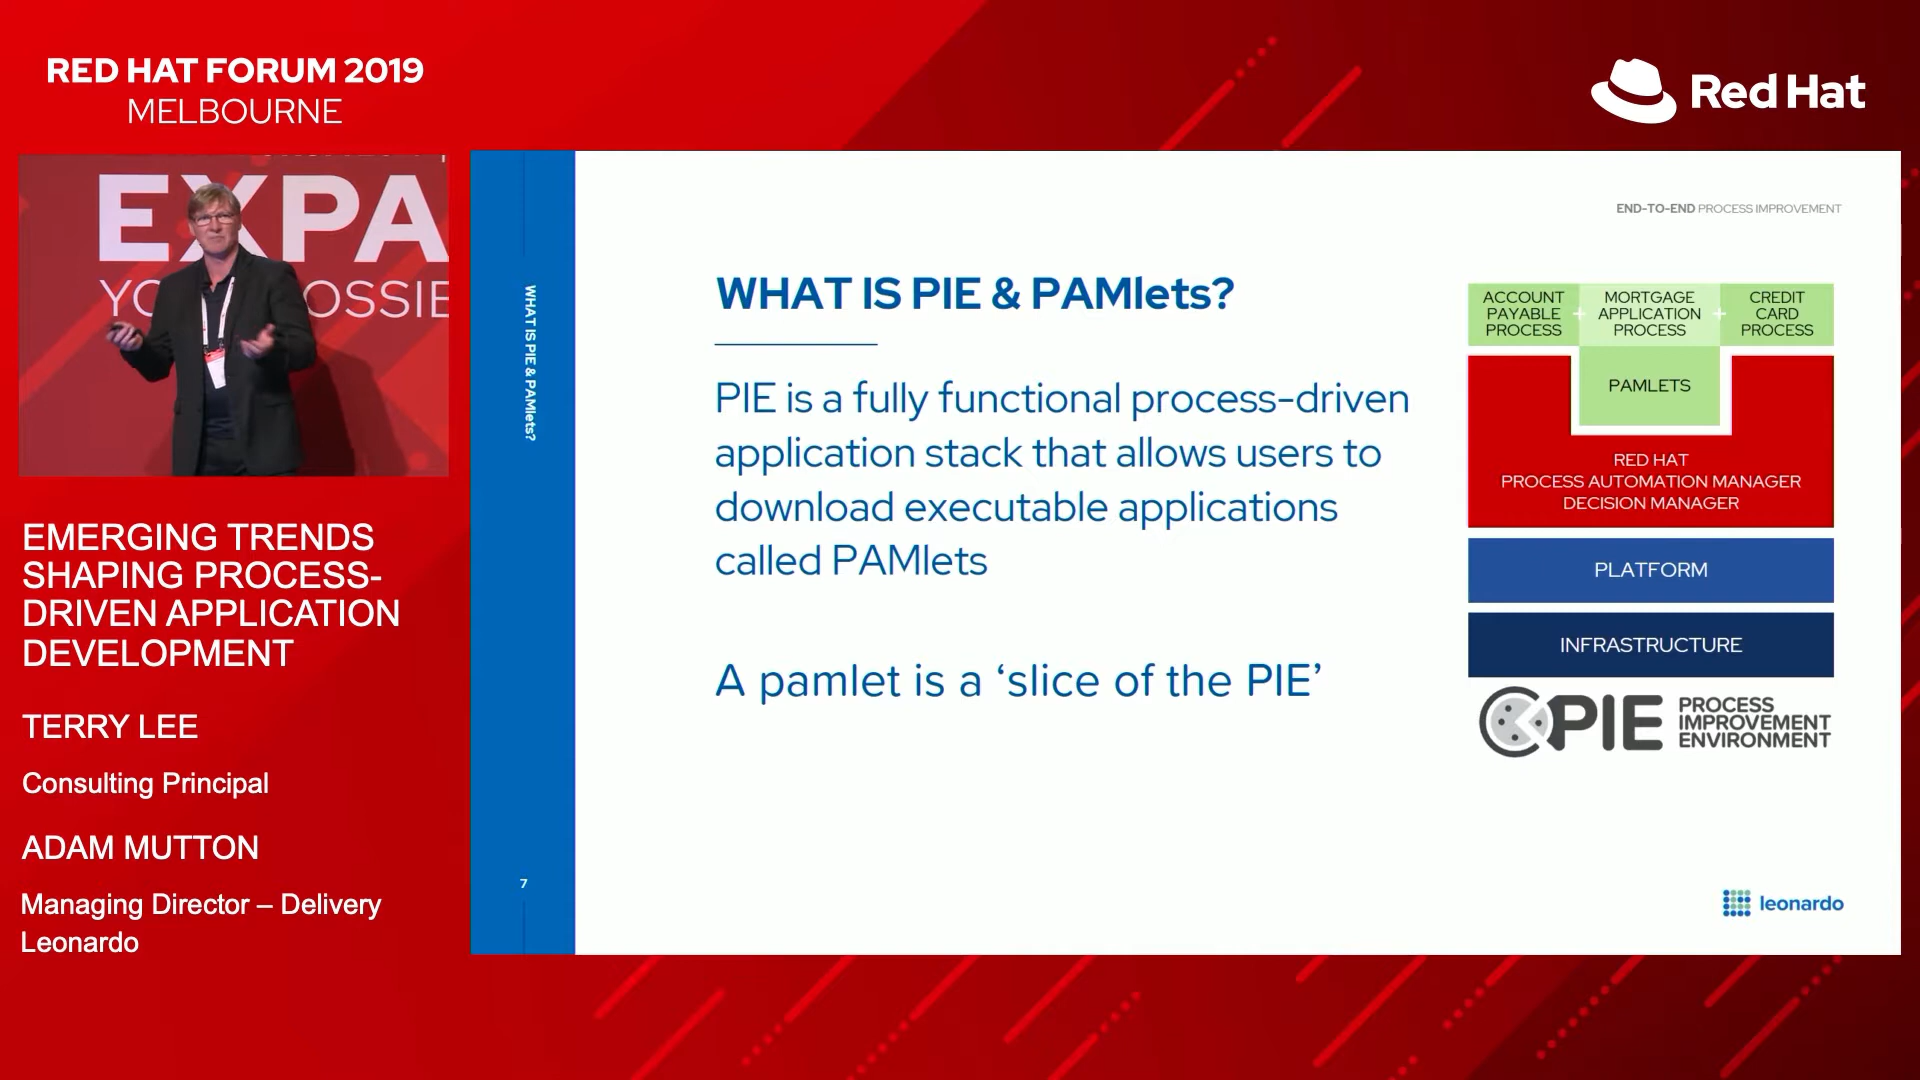 RED HAT FORUM 2019
MELBOURNE
Red Hat
EXPA
EMERGING TRENDS
SHAPING PROCESS-
DRIVEN APPLICATION
DEVELOPMENT
TERRY LEE
Consulting Principal
ADAM MUTTON
Managing Director – Delivery
Leonardo
WHAT IS PIE & PAMlets?
7
END-TO-END PROCESS IMPROVEMENT
WHAT IS PIE & PAMlets?
PIE is a fully functional process-driven
application stack that allows users to
download executable applications
called PAMlets
A pamlet is a ‘slice of the PIE’
ACCOUNT
PAYABLE
PROCESS
+
MORTGAGE
APPLICATION
PROCESS
+
CREDIT
CARD
PROCESS
PAMLETS
RED HAT
PROCESS AUTOMATION MANAGER
DECISION MANAGER
PLATFORM
INFRASTRUCTURE
PIE
PROCESS
IMPROVEMENT
ENVIRONMENT
leonardo